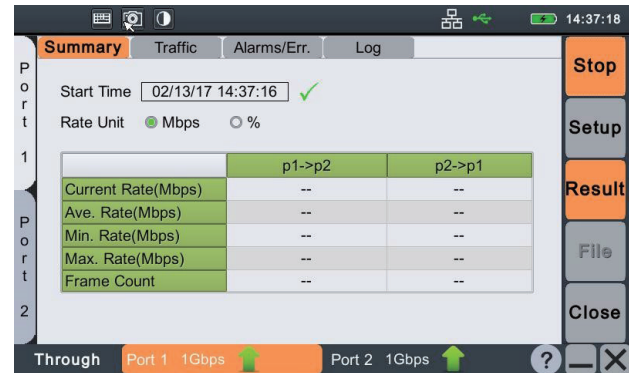 14:37:18
Summary Traffic Alarms/Err. Log
Port 1
Port 2
Start Time 02/13/17 14:37:16
Rate Unit Mbps %
p1->p2 p2->p1
Current Rate(Mbps) -- --
Ave. Rate(Mbps) -- --
Min. Rate(Mbps) -- --
Max. Rate(Mbps) -- --
Frame Count -- --
Stop
Setup
Result
File
Close
Through Port 1 1Gbps Port 2 1Gbps ?